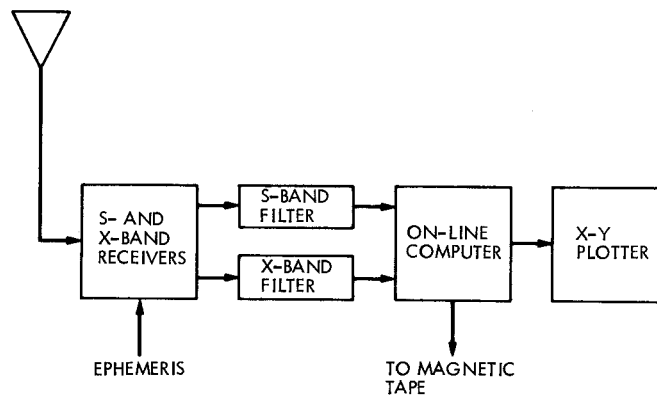 S- AND
X-BAND
RECEIVERS
S-BAND
FILTER
X-BAND
FILTER
ON-LINE
COMPUTER
X-Y
PLOTTER
EPHEMERIS
TO MAGNETIC
TAPE